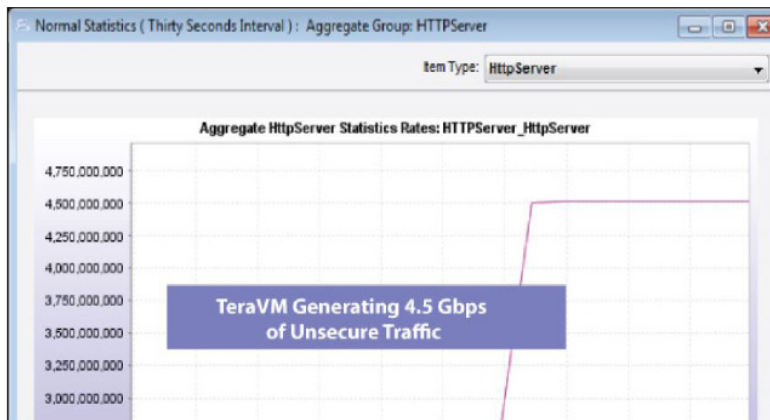 Normal Statistics ( Thirty Seconds Interval ) : Aggregate Group: HTTPServer
Item Type: HttpServer
Aggregate HttpServer Statistics Rates: HTTPServer_HttpServer
4,750,000,000
4,500,000,000
4,250,000,000
4,000,000,000
3,750,000,000
TeraVM Generating 4.5 Gbps
of Unsecure Traffic
3,500,000,000
3,250,000,000
3,000,000,000